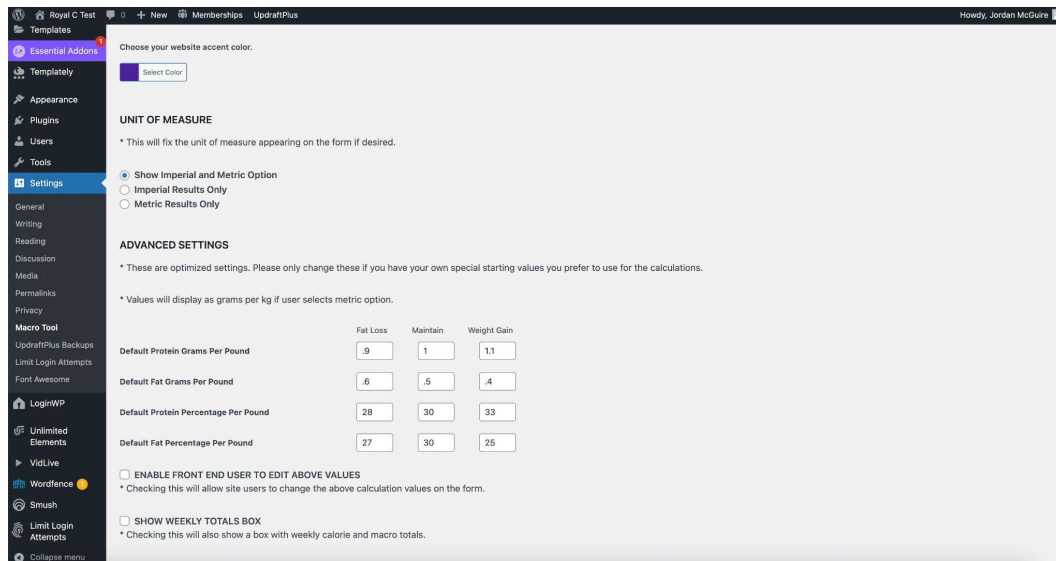 Royal C Test 0 + New Memberships UpdraftPlus Howdy, Jordan McGuire
Templates
Essential Addons 1
Templately
Appearance
Plugins
Users
Tools
Settings
General
Writing
Reading
Discussion
Media
Permalinks
Privacy
Macro Tool
UpdraftPlus Backups
Limit Login Attempts
Font Awesome
LoginWP
Unlimited
Elements
VidLive
Wordfence 1
Smush
Limit Login
Attempts
Collapse menu
Choose your website accent color.
Select Color
UNIT OF MEASURE
* This will fix the unit of measure appearing on the form if desired.
Show Imperial and Metric Option
Imperial Results Only
Metric Results Only
ADVANCED SETTINGS
* These are optimized settings. Please only change these if you have your own special starting values you prefer to use for the calculations.
* Values will display as grams per kg if user selects metric option.
Fat Loss Maintain Weight Gain
Default Protein Grams Per Pound .9 1 1.1
Default Fat Grams Per Pound .6 .5 .4
Default Protein Percentage Per Pound 28 30 33
Default Fat Percentage Per Pound 27 30 25
ENABLE FRONT END USER TO EDIT ABOVE VALUES
* Checking this will allow site users to change the above calculation values on the form.
SHOW WEEKLY TOTALS BOX
* Checking this will also show a box with weekly calorie and macro totals.